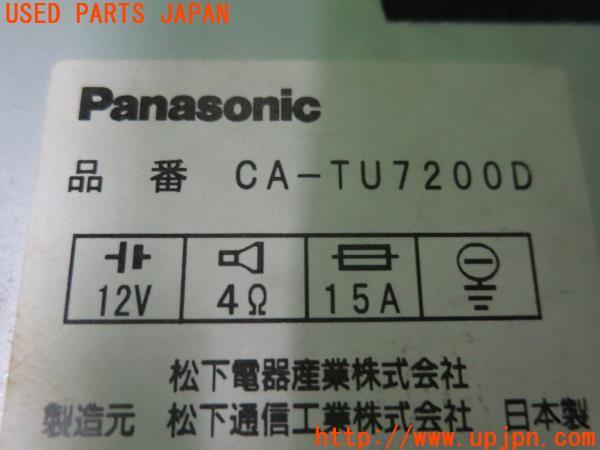 USED PARTS JAPAN
Panasonic
品番 CA-TU7200D
12V 4Ω 15A
松下電器産業株式会社
製造元 松下通信工業株式会社 日本製
http://www.upjpn.com